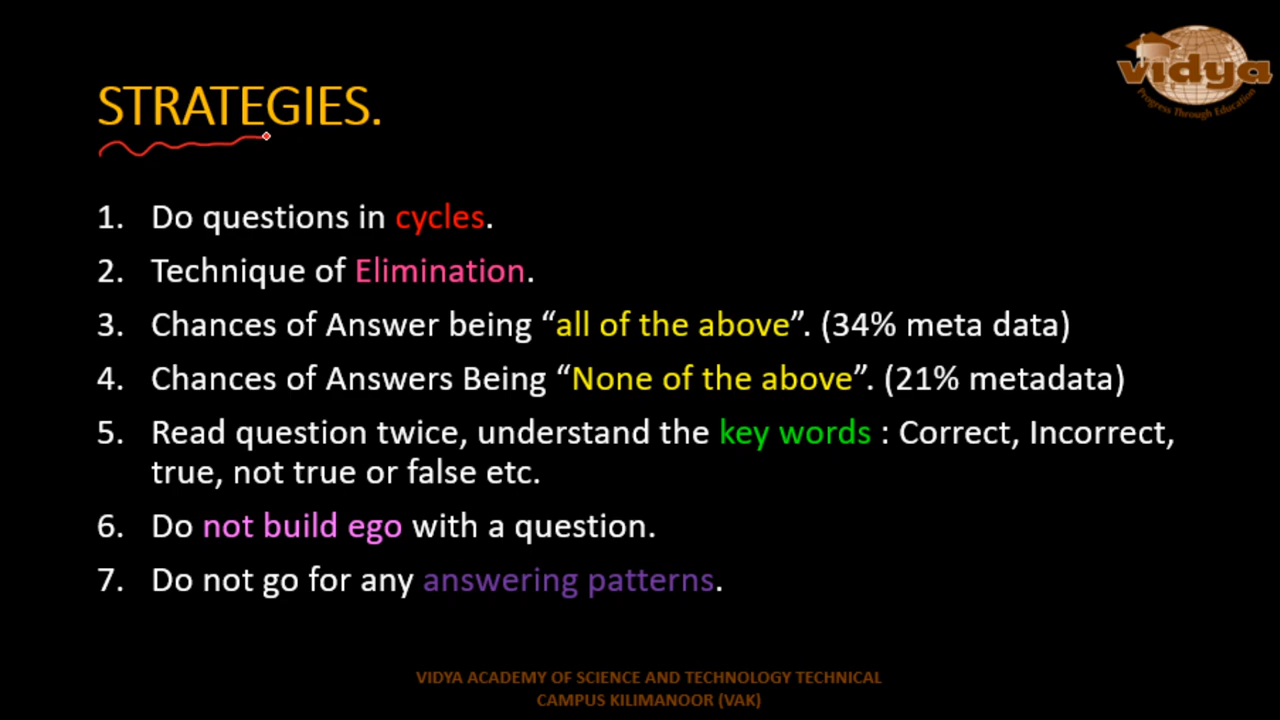 vidya
Progress Through Education
STRATEGIES.
1. Do questions in cycles.
2. Technique of Elimination.
3. Chances of Answer being “all of the above”. (34% meta data)
4. Chances of Answers Being “None of the above”. (21% metadata)
5. Read question twice, understand the key words : Correct, Incorrect,
true, not true or false etc.
6. Do not build ego with a question.
7. Do not go for any answering patterns.
VIDYA ACADEMY OF SCIENCE AND TECHNOLOGY TECHNICAL
CAMPUS KILIMANOOR (VAK)